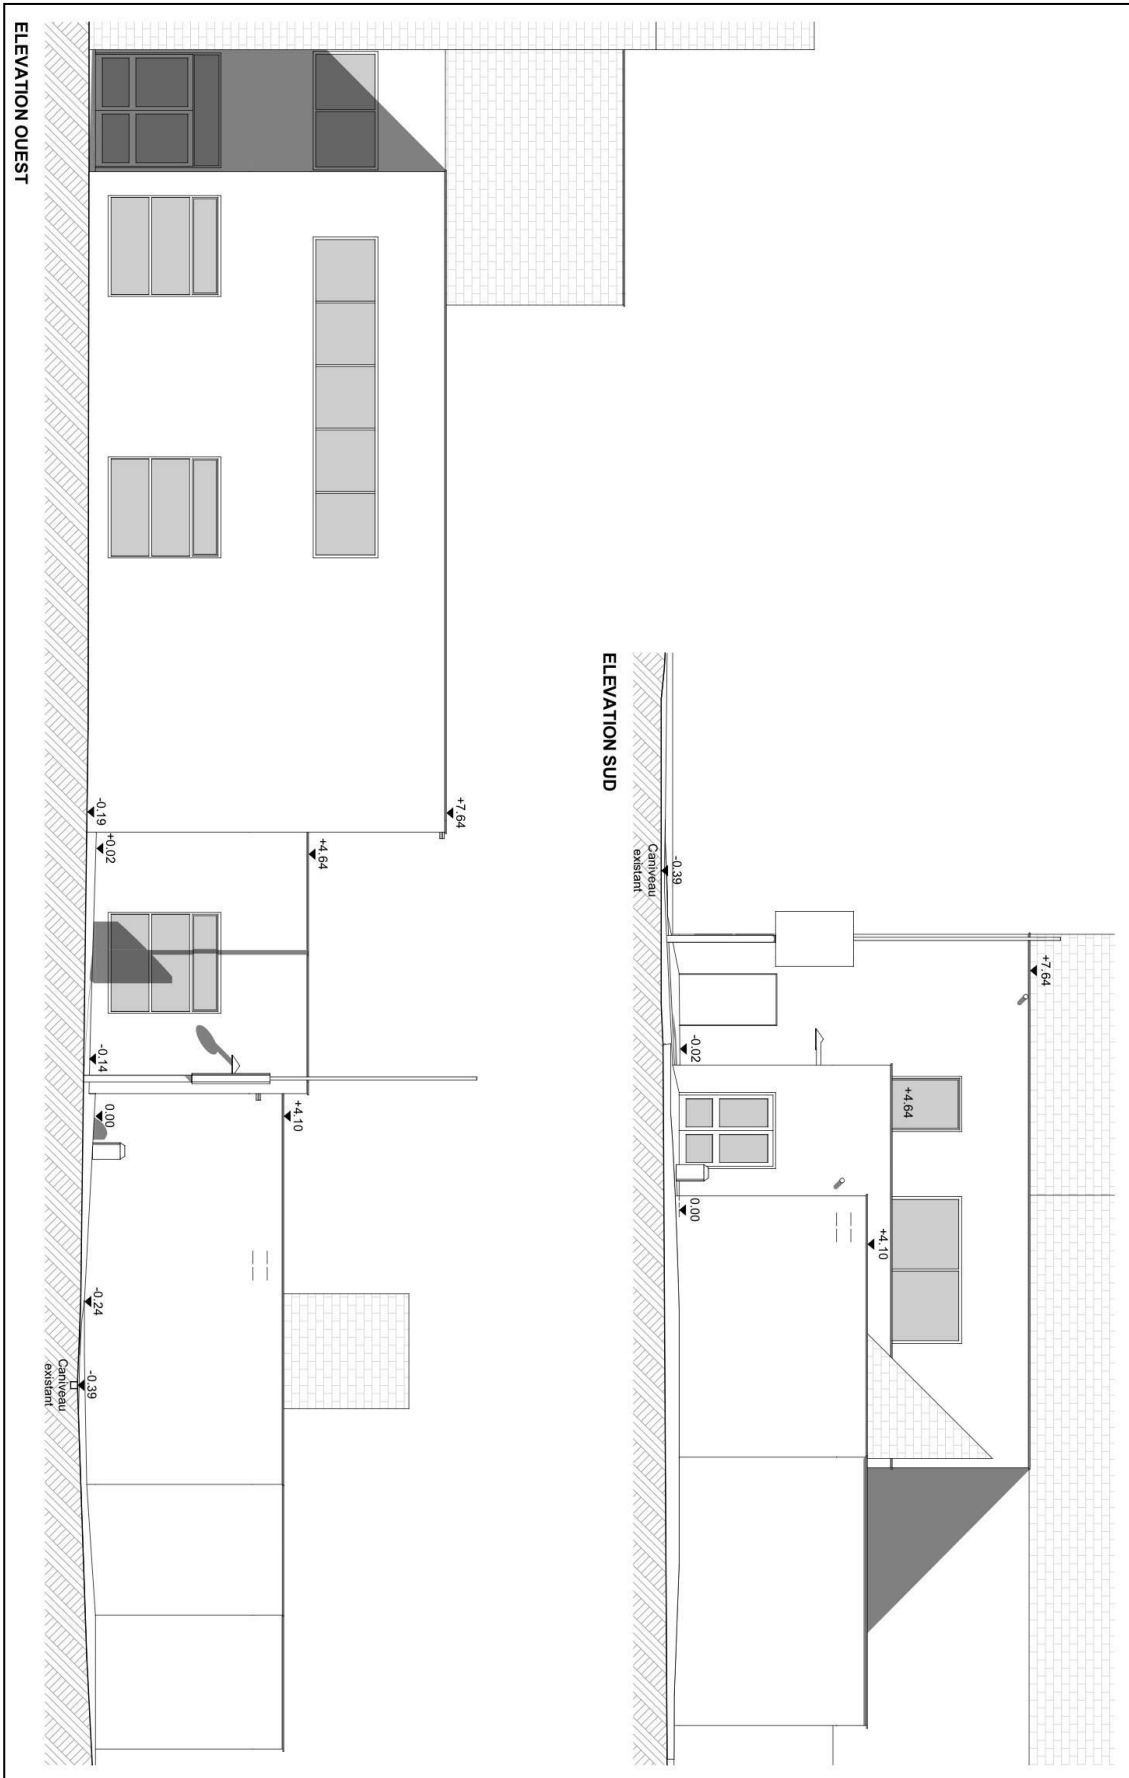 ELEVATION SUD
-0.39
Caniveau
existant
+7.64
-0.02
+4.64
0.00
+4.10
ELEVATION OUEST
+7.64
-0.19
+0.02
+4.64
-0.14
0.00
+4.10
-0.24
-0.39
Caniveau
existant